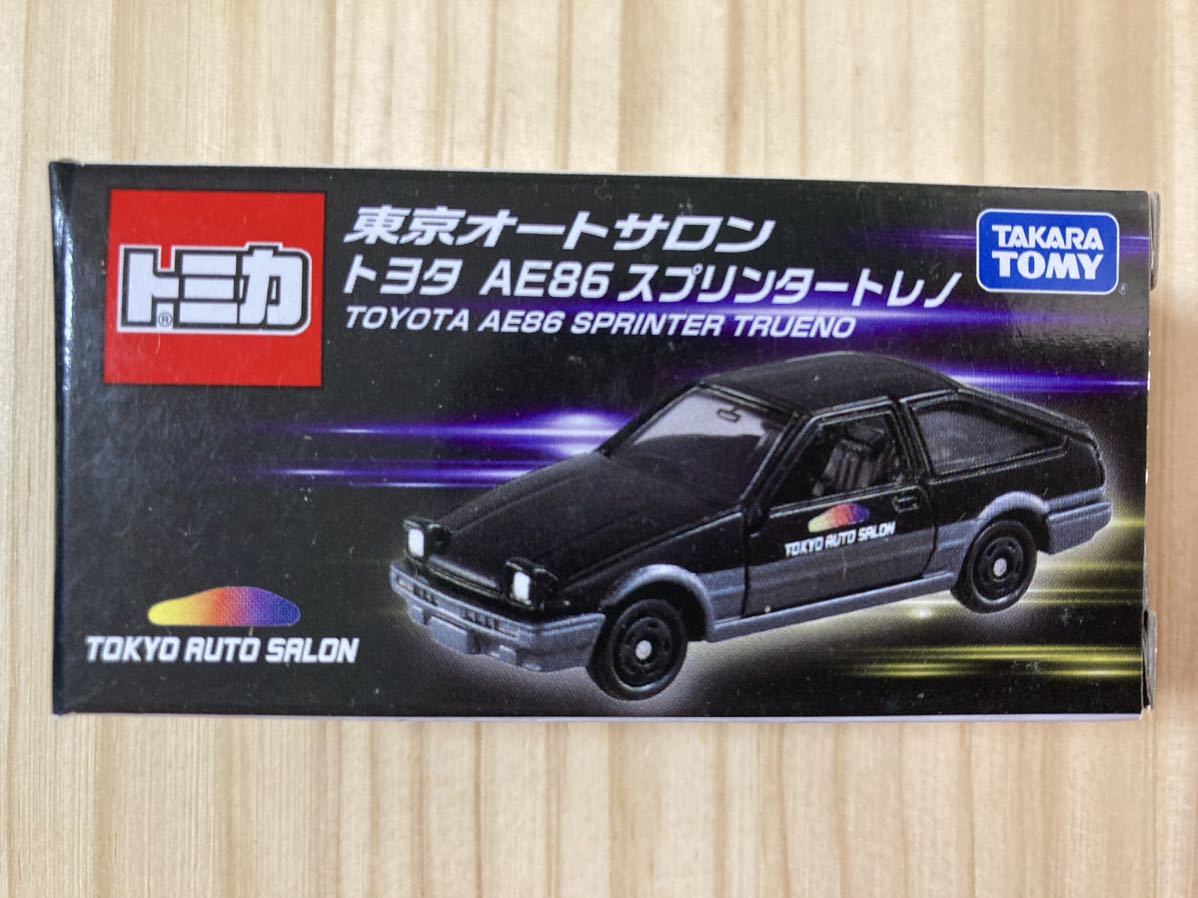 トミカ®
東京オートサロン
トヨタ AE86 スプリンタートレノ
TOYOTA AE86 SPRINTER TRUENO
TAKARA
TOMY®
TOKYO AUTO SALON
TOKYO AUTO SALON